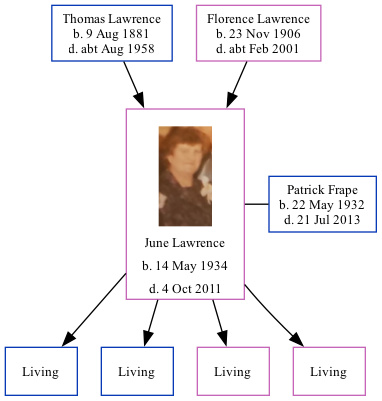 Thomas Lawrence
b. 9 Aug 1881
d. abt Aug 1958
Florence Lawrence
b. 23 Nov 1906
d. abt Feb 2001
June Lawrence
b. 14 May 1934
d. 4 Oct 2011
Patrick Frape
b. 22 May 1932
d. 21 Jul 2013
Living
Living
Living
Living